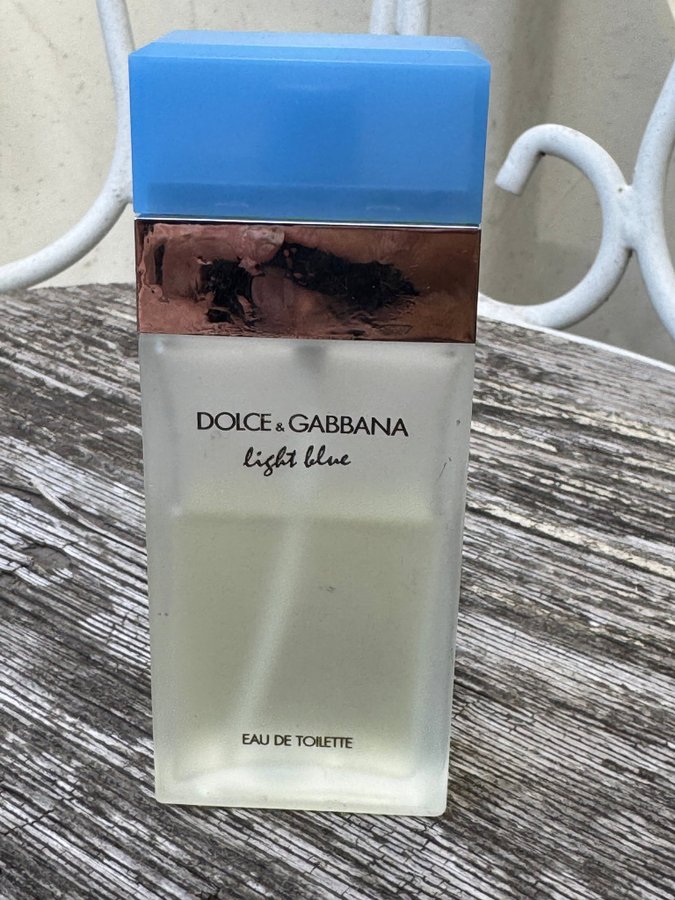 DOLCE & GABBANA
light blue
EAU DE TOILETTE